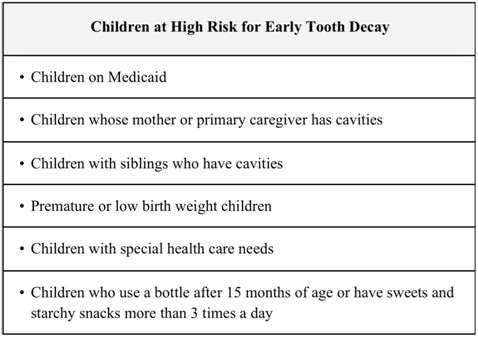 Children at High Risk for Early Tooth Decay
• Children on Medicaid
• Children whose mother or primary caregiver has cavities
• Children with siblings who have cavities
• Premature or low birth weight children
• Children with special health care needs
• Children who use a bottle after 15 months of age or have sweets and
starchy snacks more than 3 times a day